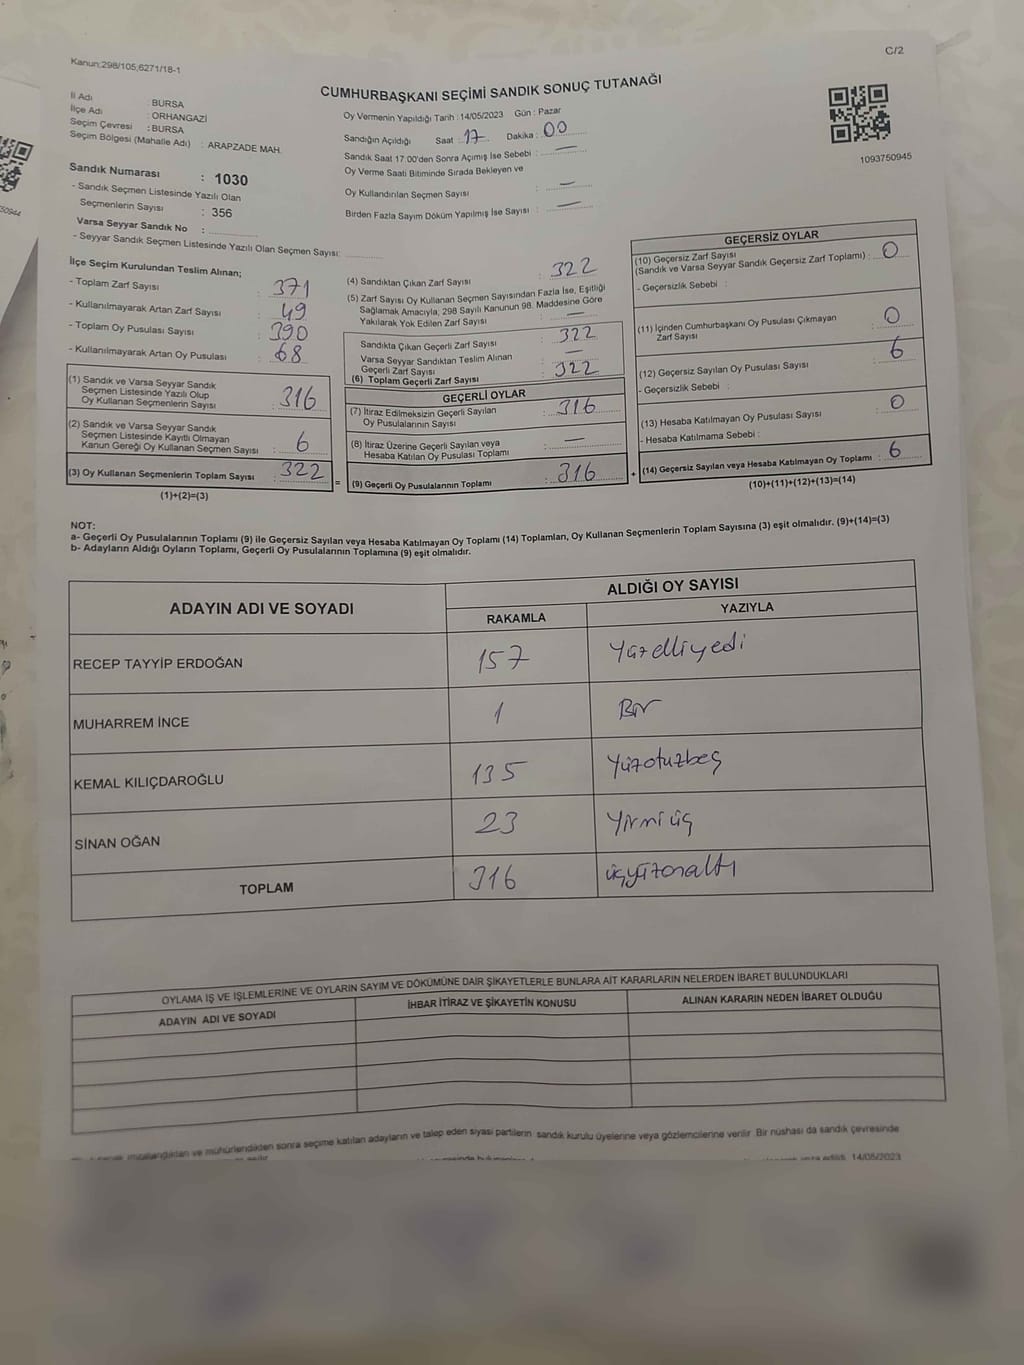 C/2
Kanun;298/105,6271/18-1
CUMHURBAŞKANI SEÇİMİ SANDIK SONUÇ TUTANAĞI
İl Adı : BURSA
İlçe Adı : ORHANGAZİ
Seçim Çevresi : BURSA
Seçim Bölgesi (Mahalle Adı) : ARAPZADE MAH.
Sandık Numarası : 1030
- Sandık Seçmen Listesinde Yazılı Olan
Seçmenlerin Sayısı : 356
Varsa Seyyar Sandık No :
- Seyyar Sandık Seçmen Listesinde Yazılı Olan Seçmen Sayısı:
Oy Vermenin Yapıldığı Tarih : 14/05/2023 Gün : Pazar
Sandığın Açıldığı Saat : 17 Dakika : 00
Sandık Saat 17:00'den Sonra Açımış İse Sebebi : —
Oy Verme Saati Bitiminde Sırada Bekleyen ve
Oy Kullandırılan Seçmen Sayısı : —
Birden Fazla Sayım Döküm Yapılmış İse Sayısı : —
1093750945
İlçe Seçim Kurulundan Teslim Alınan;
- Toplam Zarf Sayısı : 371
- Kullanılmayarak Artan Zarf Sayısı : 49
- Toplam Oy Pusulası Sayısı : 390
- Kullanılmayarak Artan Oy Pusulası : 68
(1) Sandık ve Varsa Seyyar Sandık
Seçmen Listesinde Yazılı Olup
Oy Kullanan Seçmenlerin Sayısı : 316
(2) Sandık ve Varsa Seyyar Sandık
Seçmen Listesinde Kayıtlı Olmayan
Kanun Gereği Oy Kullanan Seçmen Sayısı : 6
(3) Oy Kullanan Seçmenlerin Toplam Sayısı : 322
(1)+(2)=(3)
(4) Sandıktan Çıkan Zarf Sayısı : 322
(5) Zarf Sayısı Oy Kullanan Seçmen Sayısından Fazla İse, Eşitliği
Sağlamak Amacıyla, 298 Sayılı Kanunun 98. Maddesine Göre
Yakılarak Yok Edilen Zarf Sayısı : —
Sandıkta Çıkan Geçerli Zarf Sayısı : 322
Varsa Seyyar Sandıktan Teslim Alınan
Geçerli Zarf Sayısı : —
(6) Toplam Geçerli Zarf Sayısı : 322
GEÇERLİ OYLAR
(7) İtiraz Edilmeksizin Geçerli Sayılan
Oy Pusulalarının Sayısı : 316
(8) İtiraz Üzerine Geçerli Sayılan veya
Hesaba Katılan Oy Pusulası Toplamı : —
= (9) Geçerli Oy Pusulalarının Toplamı : 316 +
GEÇERSİZ OYLAR
(10) Geçersiz Zarf Sayısı
(Sandık ve Varsa Seyyar Sandık Geçersiz Zarf Toplamı) : 0
- Geçersizlik Sebebi :
(11) İçinden Cumhurbaşkanı Oy Pusulası Çıkmayan
Zarf Sayısı : 0
(12) Geçersiz Sayılan Oy Pusulası Sayısı : 6
- Geçersizlik Sebebi :
(13) Hesaba Katılmayan Oy Pusulası Sayısı : 0
- Hesaba Katılmama Sebebi :
(14) Geçersiz Sayılan veya Hesaba Katılmayan Oy Toplamı : 6
(10)+(11)+(12)+(13)=(14)
NOT:
a- Geçerli Oy Pusulalarının Toplamı (9) ile Geçersiz Sayılan veya Hesaba Katılmayan Oy Toplamı (14) Toplamları, Oy Kullanan Seçmenlerin Toplam Sayısına (3) eşit olmalıdır. (9)+(14)=(3)
b- Adayların Aldığı Oyların Toplamı, Geçerli Oy Pusulalarının Toplamına (9) eşit olmalıdır.
ADAYIN ADI VE SOYADI
ALDIĞI OY SAYISI
RAKAMLA YAZIYLA
RECEP TAYYİP ERDOĞAN 157 Yüzelliyedi
MUHARREM İNCE 1 Bir
KEMAL KILIÇDAROĞLU 135 Yüzotuzbeş
SİNAN OĞAN 23 Yirmi üç
TOPLAM 316 üçyüzonaltı
OYLAMA İŞ VE İŞLEMLERİNE VE OYLARIN SAYIM VE DÖKÜMÜNE DAİR ŞİKAYETLERLE BUNLARA AİT KARARLARIN NELERDEN İBARET BULUNDUKLARI
ADAYIN ADI VE SOYADI İHBAR İTİRAZ VE ŞİKAYETİN KONUSU ALINAN KARARIN NEDEN İBARET OLDUĞU
ve mühürlendikten sonra seçime katılan adayların ve talep eden siyasi partilerin sandık kurulu üyelerine veya gözlemcilerine verilir. Bir nüshası da sandık çevresinde
14/05/2023